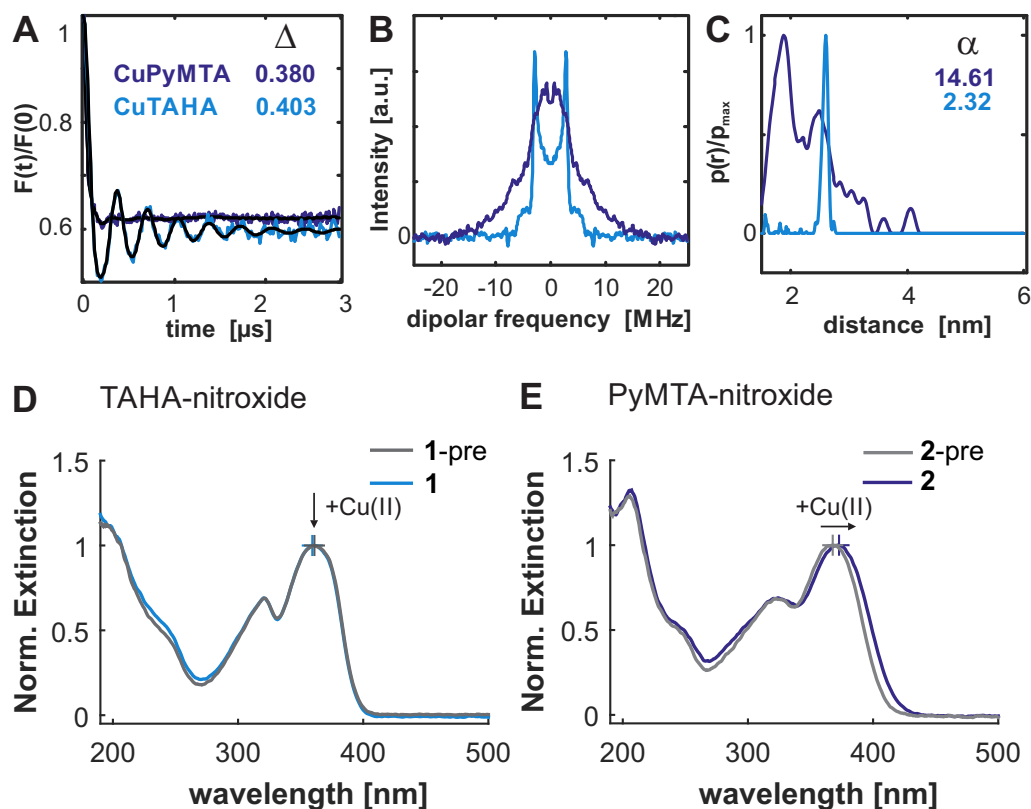 A
1
0.8
0.6
F(t)/F(0)
Δ
CuPyMTA 0.380
CuTAHA 0.403
0 1 2 3
time [µs]
B
Intensity [a.u.]
0
-20 -10 0 10 20
dipolar frequency [MHz]
C
p(r)/pmax
1
0
α
14.61
2.32
2 4 6
distance [nm]
D TAHA-nitroxide
1-pre
1
+Cu(II)
Norm. Extinction
1.5
1
0.5
0
200 300 400 500
wavelength [nm]
E PyMTA-nitroxide
2-pre
2
+Cu(II)
Norm. Extinction
1.5
1
0.5
0
200 300 400 500
wavelength [nm]